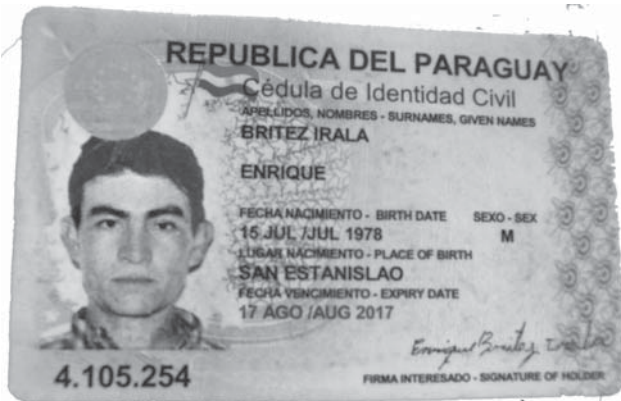 REPUBLICA DEL PARAGUAY
Cédula de Identidad Civil
APELLIDOS, NOMBRES - SURNAMES, GIVEN NAMES
BRITEZ IRALA
ENRIQUE
FECHA NACIMIENTO - BIRTH DATE SEXO - SEX
15 JUL /JUL 1978 M
LUGAR NACIMIENTO - PLACE OF BIRTH
SAN ESTANISLAO
FECHA VENCIMIENTO - EXPIRY DATE
17 AGO /AUG 2017
Enrique Britez
4.105.254
FIRMA INTERESADO - SIGNATURE OF HOLDER